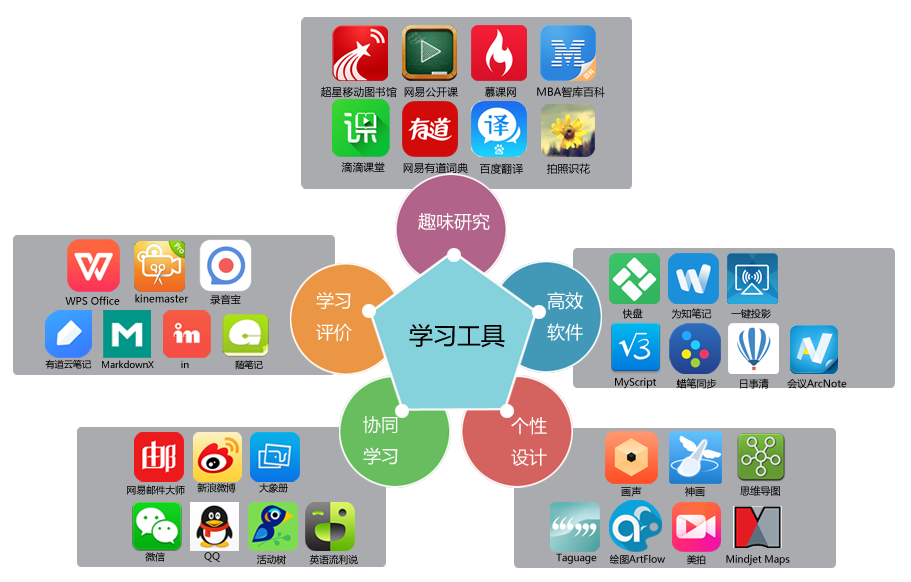 超星移动图书馆 网易公开课 慕课网 MBA智库百科
课 有道 译
滴滴课堂 网易有道词典 百度翻译 拍照识花
趣味研究
Pro
WPS Office kinemaster 录音宝
M in
有道云笔记 MarkdownX in 随笔记
学习
评价
高效
软件
快盘 为知笔记 一键投影
√3
MyScript 蜡笔同步 日事清 会议ArcNote
学习工具
协同
学习
个性
设计
邮
网易邮件大师 新浪微博 大象册
微信 QQ 活动树 英语流利说
画声 神画 思维导图
Taguage 绘图ArtFlow 美拍 Mindjet Maps